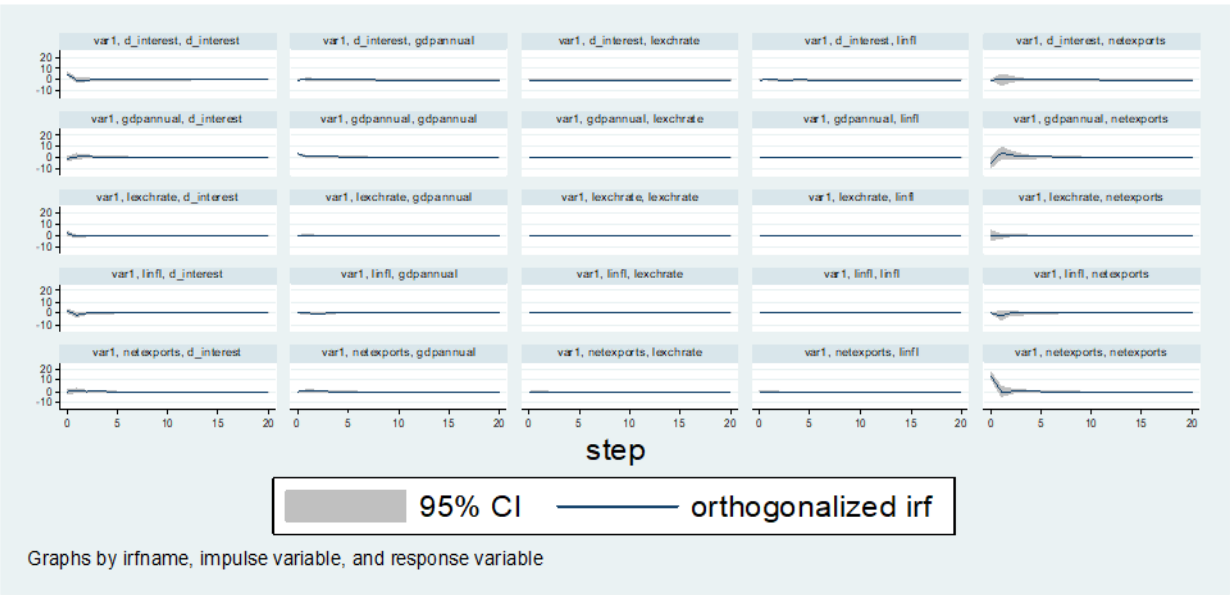 var1, d_interest, d_interest
var1, d_interest, gdpannual
var1, d_interest, lexchrate
var1, d_interest, linfl
var1, d_interest, netexports
20
10
0
-10
var1, gdpannual, d_interest
var1, gdpannual, gdpannual
var1, gdpannual, lexchrate
var1, gdpannual, linfl
var1, gdpannual, netexports
20
10
0
-10
var1, lexchrate, d_interest
var1, lexchrate, gdpannual
var1, lexchrate, lexchrate
var1, lexchrate, linfl
var1, lexchrate, netexports
20
10
0
-10
var1, linfl, d_interest
var1, linfl, gdpannual
var1, linfl, lexchrate
var1, linfl, linfl
var1, linfl, netexports
20
10
0
-10
var1, netexports, d_interest
var1, netexports, gdpannual
var1, netexports, lexchrate
var1, netexports, linfl
var1, netexports, netexports
20
10
0
-10
0 5 10 15 20 0 5 10 15 20 0 5 10 15 20 0 5 10 15 20 0 5 10 15 20
step
95% CI orthogonalized irf
Graphs by irfname, impulse variable, and response variable